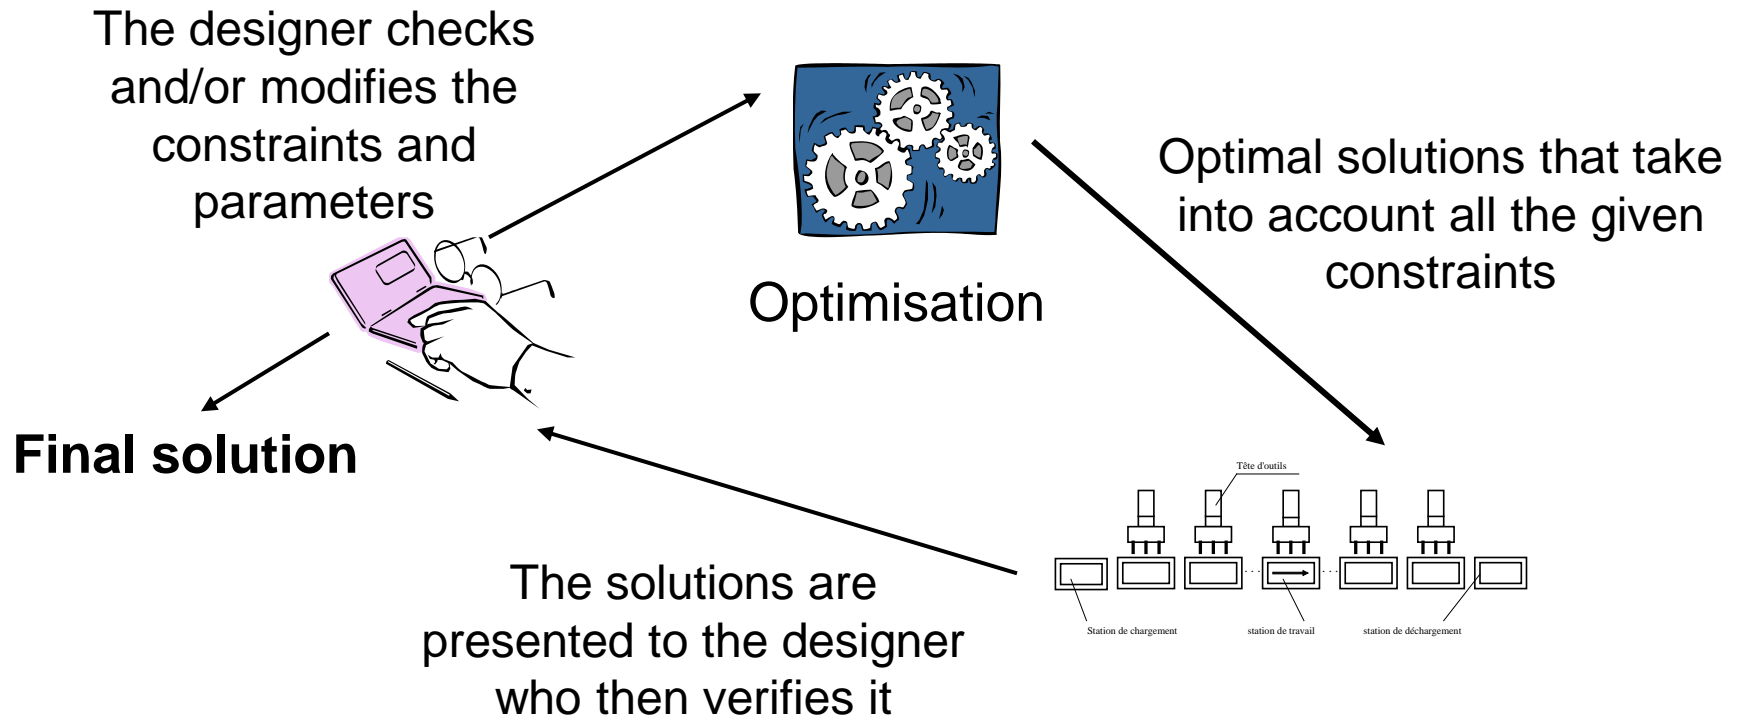 The designer checks
and/or modifies the
constraints and
parameters
Optimisation
Optimal solutions that take
into account all the given
constraints
Final solution
Tête d'outils
Station de chargement
station de travail
station de déchargement
The solutions are
presented to the designer
who then verifies it